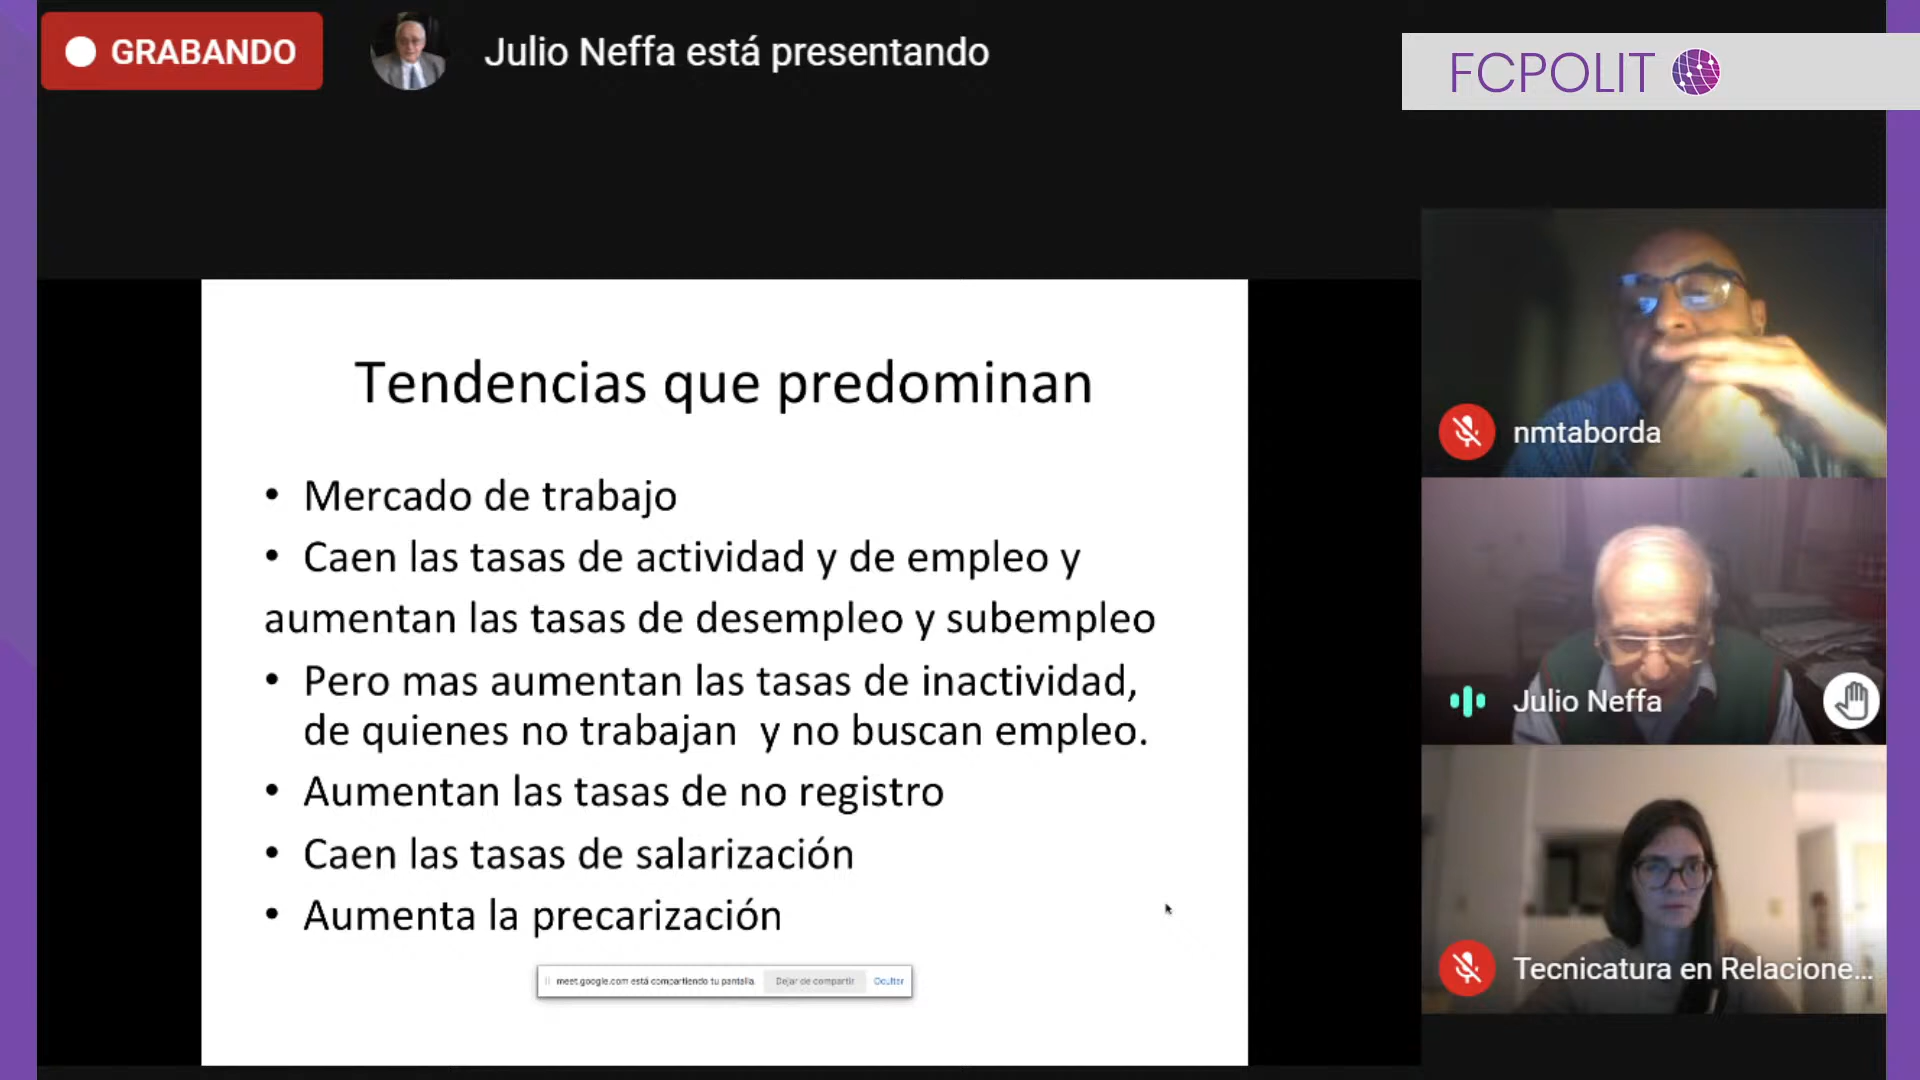 GRABANDO
Julio Neffa está presentando
FCPOLIT
Tendencias que predominan
• Mercado de trabajo
• Caen las tasas de actividad y de empleo y
aumentan las tasas de desempleo y subempleo
• Pero mas aumentan las tasas de inactividad,
de quienes no trabajan y no buscan empleo.
• Aumentan las tasas de no registro
• Caen las tasas de salarización
• Aumenta la precarización
meet.google.com está compartiendo tu pantalla.
Dejar de compartir
Ocultar
nmtaborda
Julio Neffa
Tecnicatura en Relacione...